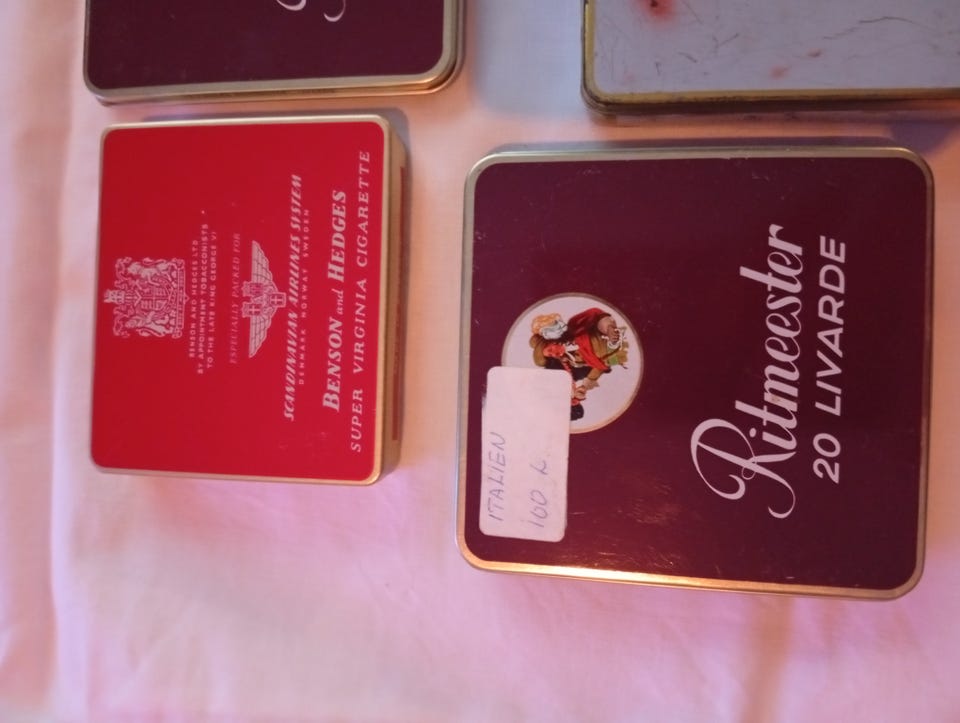 BENSON AND HEDGES LTD
BY APPOINTMENT TOBACCONISTS
TO THE LATE KING GEORGE VI
ESPECIALLY PACKED FOR
SCANDINAVIAN AIRLINES SYSTEM
DENMARK NORWAY SWEDEN
BENSON and HEDGES
SUPER VIRGINIA CIGARETTE
ITALIEN
100 L.
Ritmeester
20 LIVARDE